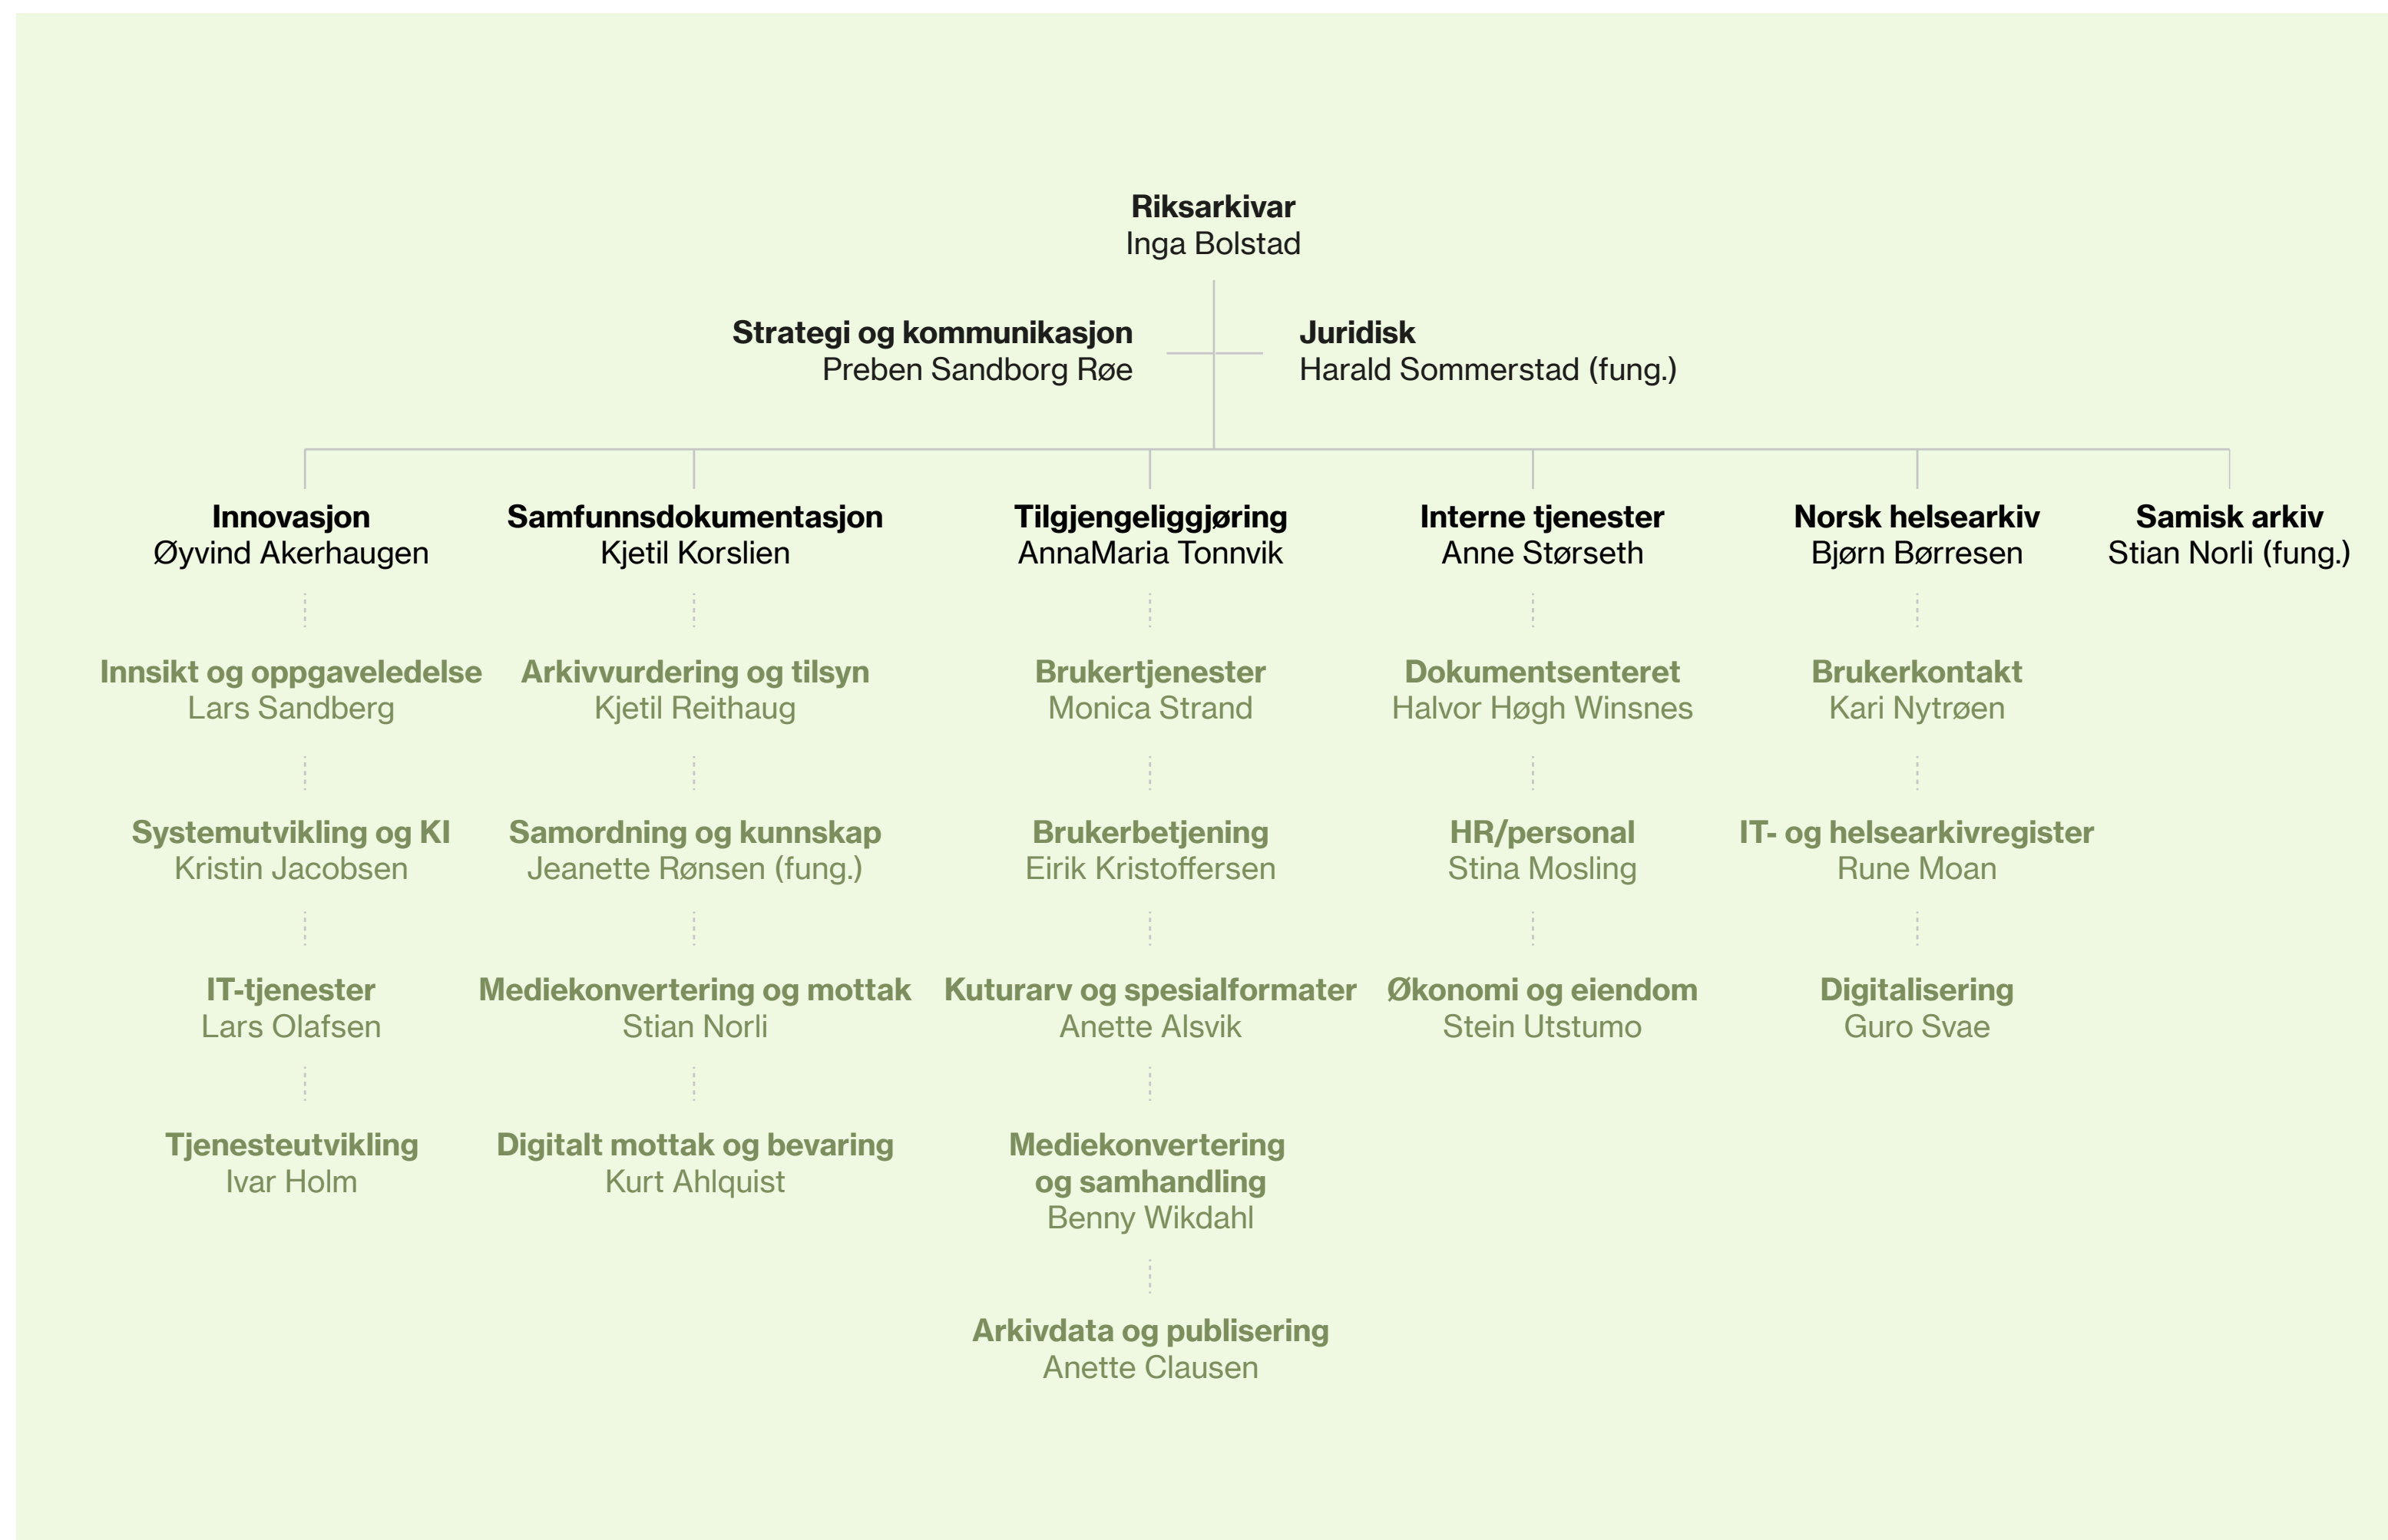 Riksarkivar
Inga Bolstad
Strategi og kommunikasjon
Preben Sandborg Røe
Juridisk
Harald Sommerstad (fung.)
Innovasjon
Øyvind Akerhaugen
Innsikt og oppgaveledelse
Lars Sandberg
Systemutvikling og KI
Kristin Jacobsen
IT-tjenester
Lars Olafsen
Tjenesteutvikling
Ivar Holm
Samfunnsdokumentasjon
Kjetil Korslien
Arkivvurdering og tilsyn
Kjetil Reithaug
Samordning og kunnskap
Jeanette Rønsen (fung.)
Mediekonvertering og mottak
Stian Norli
Digitalt mottak og bevaring
Kurt Ahlquist
Tilgjengeliggjøring
AnnaMaria Tonnvik
Brukertjenester
Monica Strand
Brukerbetjening
Eirik Kristoffersen
Kuturarv og spesialformater
Anette Alsvik
Mediekonvertering
og samhandling
Benny Wikdahl
Arkivdata og publisering
Anette Clausen
Interne tjenester
Anne Størseth
Dokumentsenteret
Halvor Høgh Winsnes
HR/personal
Stina Mosling
Økonomi og eiendom
Stein Utstumo
Norsk helsearkiv
Bjørn Børresen
Brukerkontakt
Kari Nytrøen
IT- og helsearkivregister
Rune Moan
Digitalisering
Guro Svae
Samisk arkiv
Stian Norli (fung.)